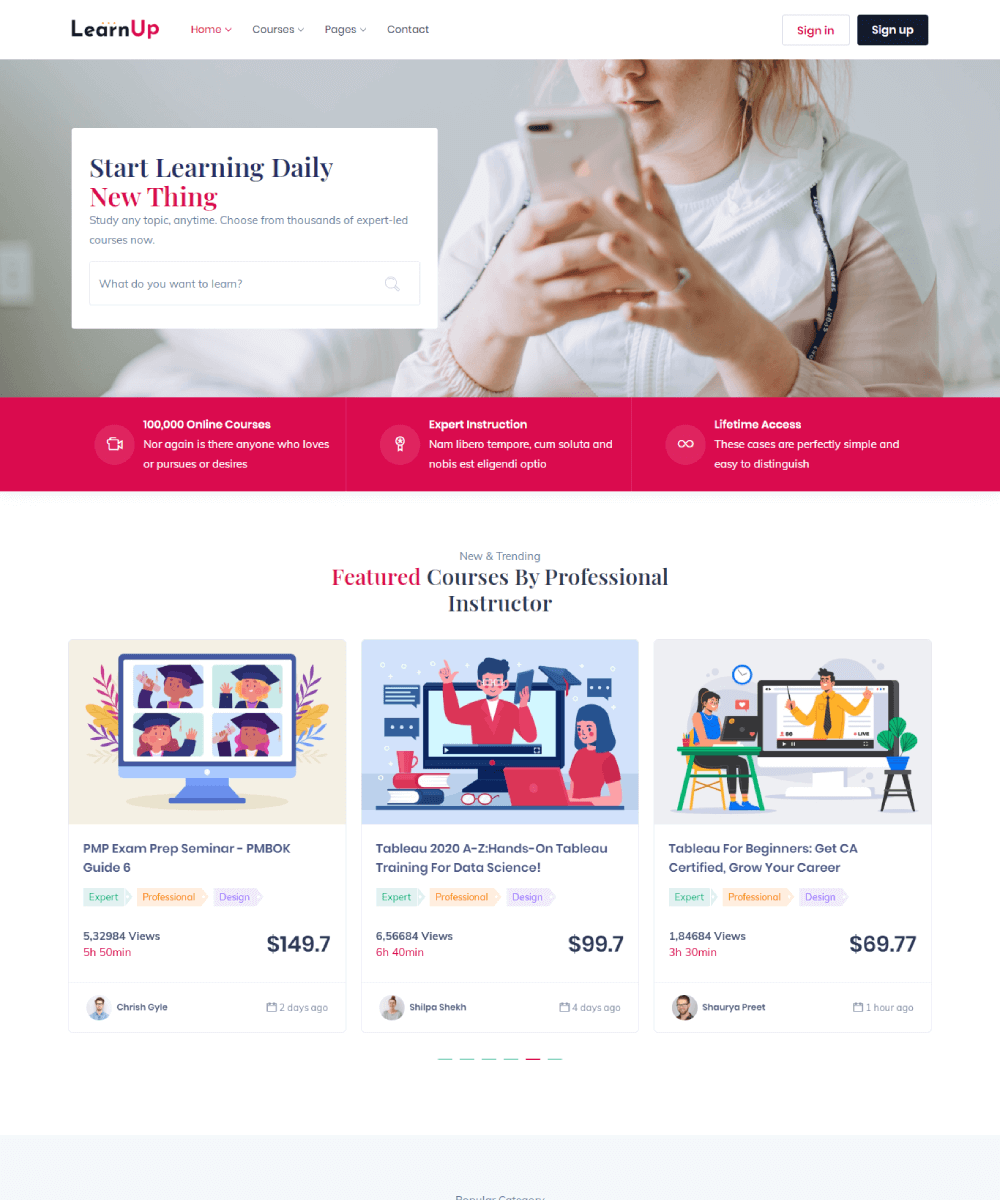 LearnUp
Home
Courses
Pages
Contact
Sign in
Sign up
Start Learning Daily
New Thing
Study any topic, anytime. Choose from thousands of expert-led
courses now.
What do you want to learn?
SPORT
SPORT
100,000 Online Courses
Nor again is there anyone who loves
or pursues or desires
Expert Instruction
Nam libero tempore, cum soluta and
nobis est eligendi optio
Lifetime Access
These cases are perfectly simple and
easy to distinguish
New & Trending
Featured Courses By Professional
Instructor
LIVE
PMP Exam Prep Seminar - PMBOK
Guide 6
Expert
Professional
Design
5,32984 Views
5h 50min
$149.7
Chrish Gyle
2 days ago
Tableau 2020 A-Z:Hands-On Tableau
Training For Data Science!
Expert
Professional
Design
6,56684 Views
6h 40min
$99.7
Shilpa Shekh
4 days ago
Tableau For Beginners: Get CA
Certified, Grow Your Career
Expert
Professional
Design
1,84684 Views
3h 30min
$69.77
Shaurya Preet
1 hour ago
Popular Category